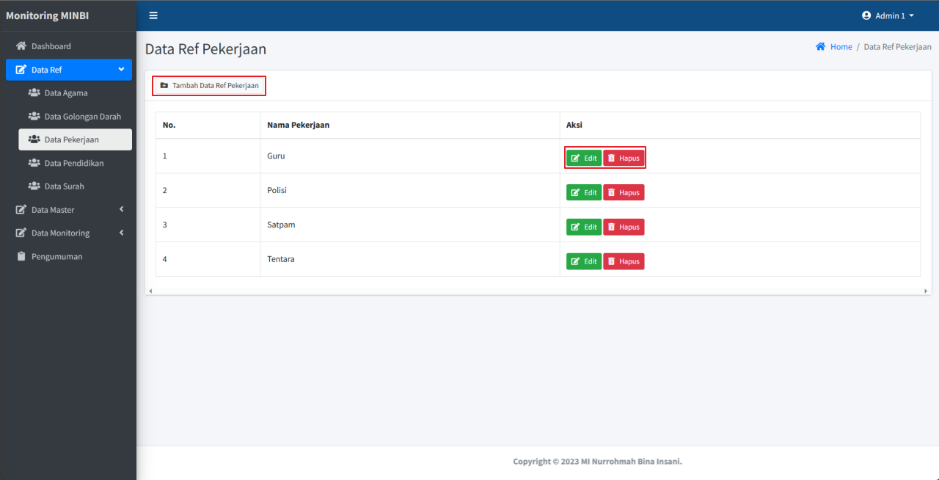 Monitoring MINBI
Admin 1
Dashboard
Data Ref
Data Agama
Data Golongan Darah
Data Pekerjaan
Data Pendidikan
Data Surah
Data Master
Data Monitoring
Pengumuman
Data Ref Pekerjaan
Home / Data Ref Pekerjaan
Tambah Data Ref Pekerjaan
No. Nama Pekerjaan Aksi
1 Guru Edit Hapus
2 Polisi Edit Hapus
3 Satpam Edit Hapus
4 Tentara Edit Hapus
Copyright © 2023 MI Nurrohmah Bina Insani.